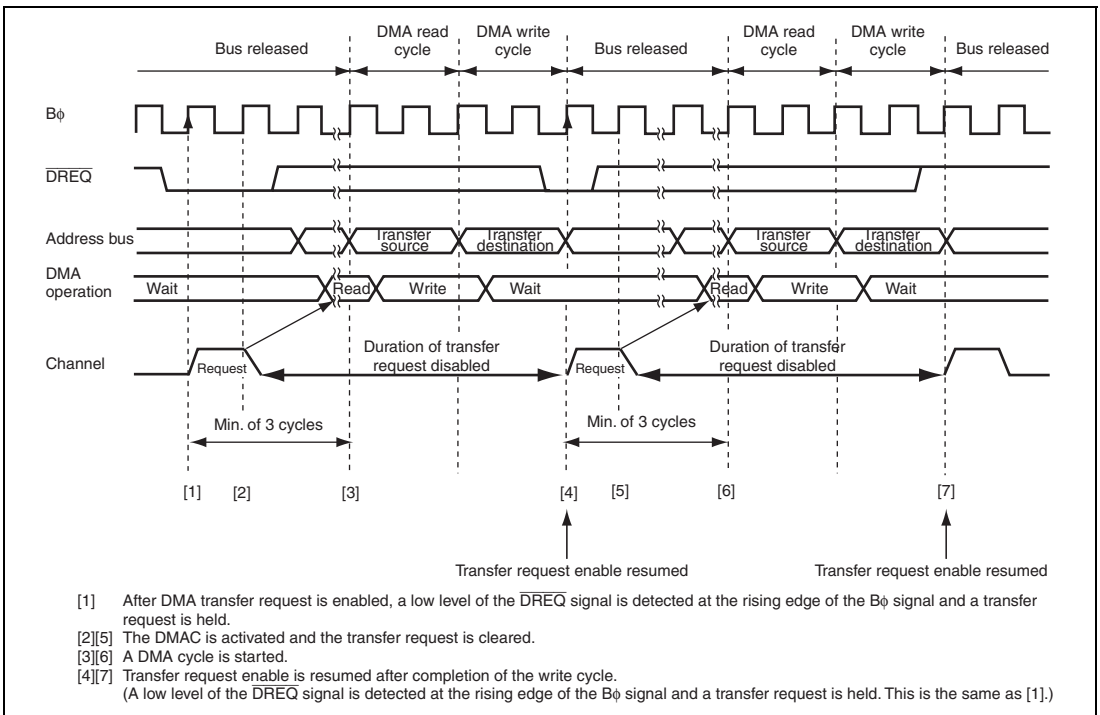 DMA read cycle
DMA write cycle
DMA read cycle
DMA write cycle
Bus released
Bus released
Bus released
Bφ
DREQ
Address bus
Transfer source
Transfer destination
Transfer source
Transfer destination
DMA operation
Wait
Read
Write
Wait
Read
Write
Wait
Channel
Request
Duration of transfer request disabled
Request
Duration of transfer request disabled
Min. of 3 cycles
Min. of 3 cycles
[1] [2] [3] [4] [5] [6] [7]
Transfer request enable resumed
Transfer request enable resumed
[1] After DMA transfer request is enabled, a low level of the DREQ signal is detected at the rising edge of the Bφ signal and a transfer
request is held.
[2][5] The DMAC is activated and the transfer request is cleared.
[3][6] A DMA cycle is started.
[4][7] Transfer request enable is resumed after completion of the write cycle.
(A low level of the DREQ signal is detected at the rising edge of the Bφ signal and a transfer request is held. This is the same as [1].)